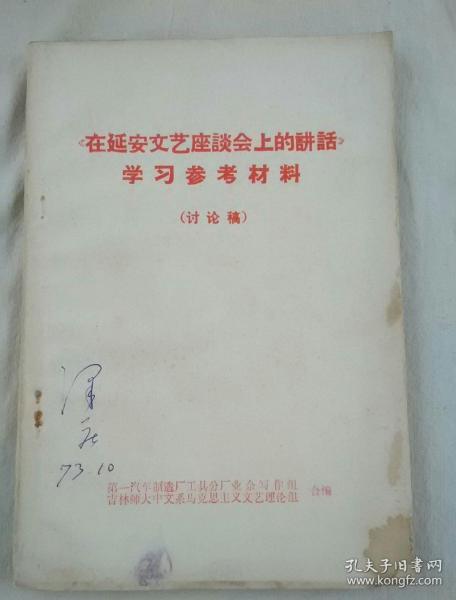 《在延安文艺座談会上的講話》
学习参考材料
（讨论稿）
73.10
第一汽车制造厂工具分厂业余写作组
吉林师大中文系马克思主义文艺理论组
合编
孔夫子旧书网
book.kongfz.com